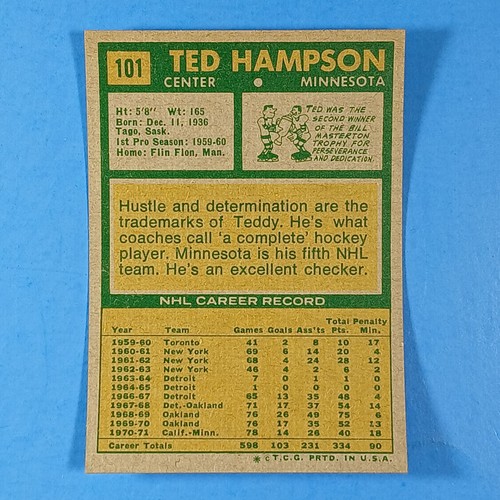 101 TED HAMPSON
CENTER • MINNESOTA
Ht: 5'8" Wt: 165
Born: Dec. 11, 1936
Tago, Sask.
1st Pro Season: 1959-60
Home: Flin Flon, Man.
TED WAS THE
SECOND WINNER
OF THE BILL
MASTERTON
TROPHY FOR
PERSEVERANCE
AND DEDICATION.
Hustle and determination are the
trademarks of Teddy. He's what
coaches call 'a complete' hockey
player. Minnesota is his fifth NHL
team. He's an excellent checker.
NHL CAREER RECORD
Total Penalty
Year Team Games Goals Ass'ts Pts. Min.
1959-60 Toronto 41 2 8 10 17
1960-61 New York 69 6 14 20 4
1961-62 New York 68 4 24 28 12
1962-63 New York 46 4 2 6 2
1963-64 Detroit 7 0 1 1 0
1964-65 Detroit 1 0 0 0 0
1966-67 Detroit 65 13 35 48 4
1967-68 Det.-Oakland 71 17 37 54 14
1968-69 Oakland 76 26 49 75 6
1969-70 Oakland 76 17 35 52 13
1970-71 Calif.-Minn. 78 14 26 40 18
Career Totals 598 103 231 334 90
* © T.C.G. PRTD. IN U.S.A.